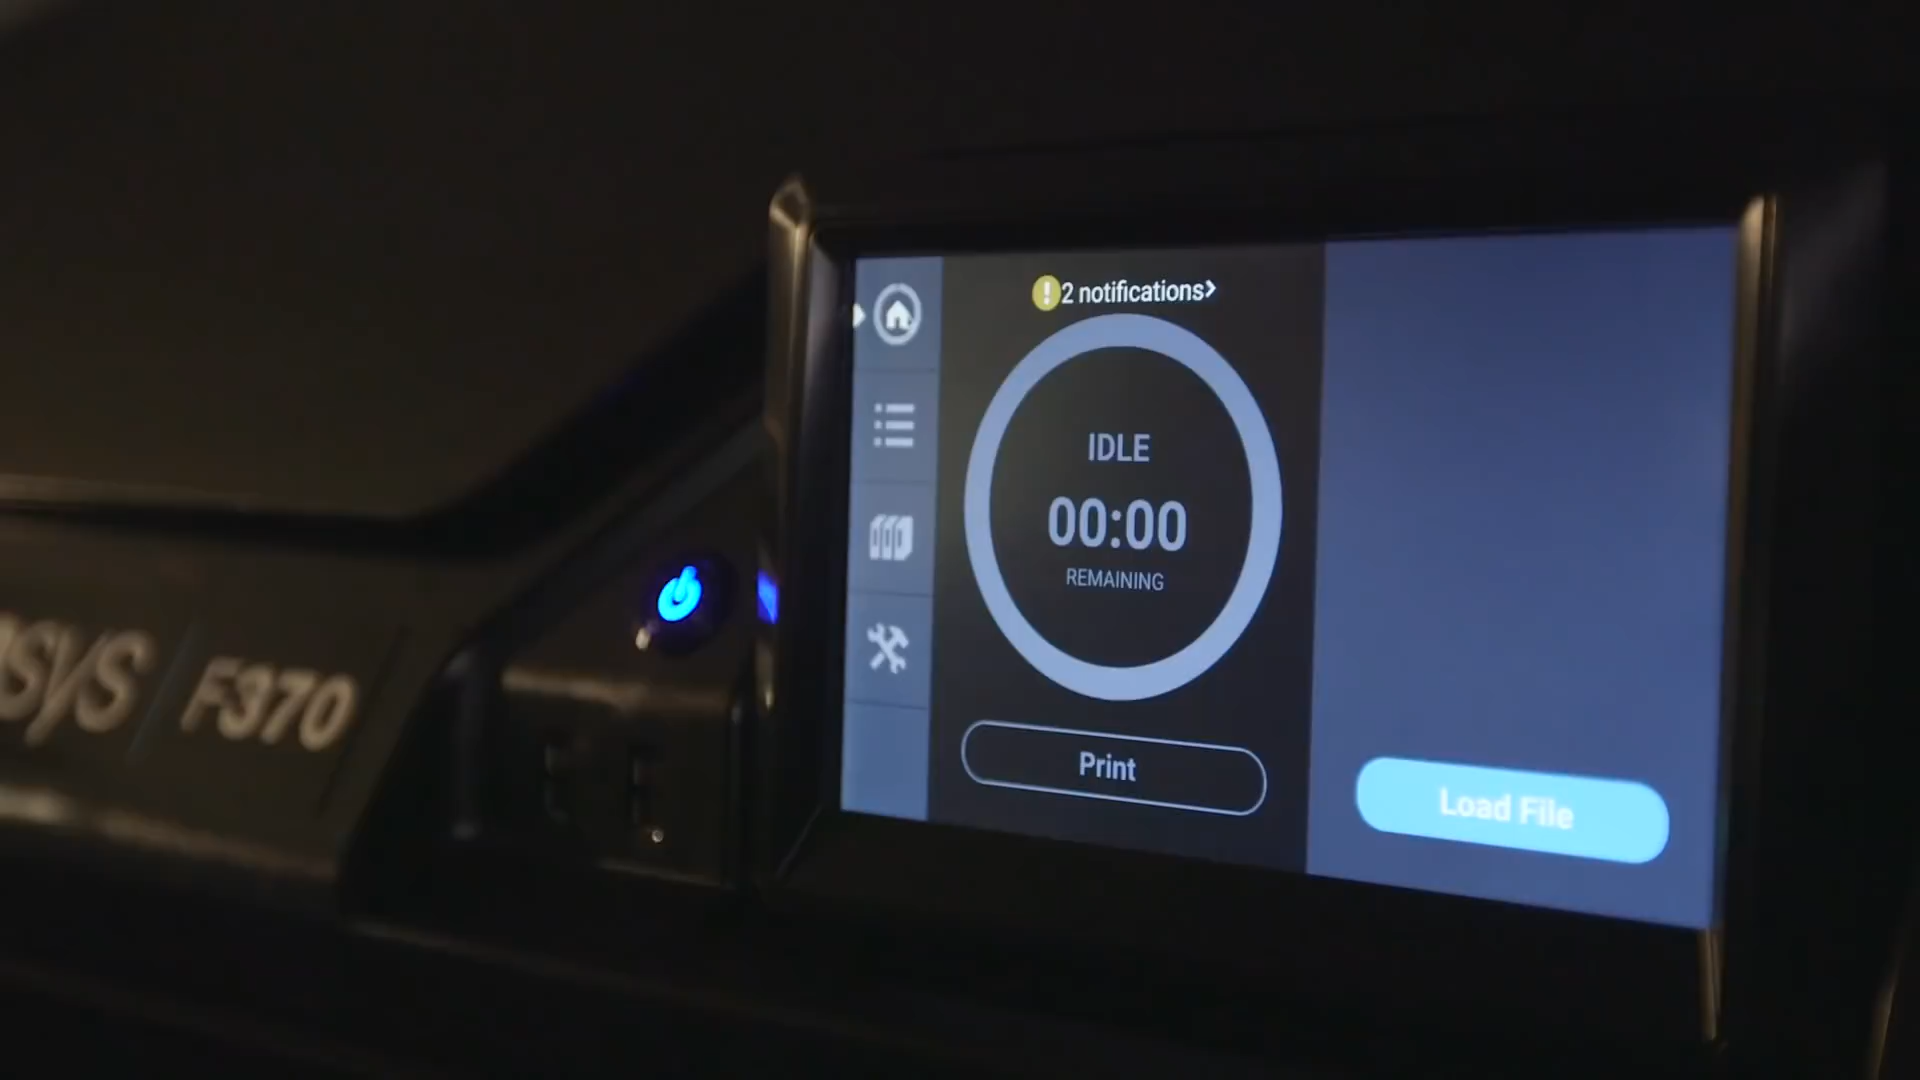 F370
2 notifications>
IDLE
00:00
REMAINING
Print
Load File